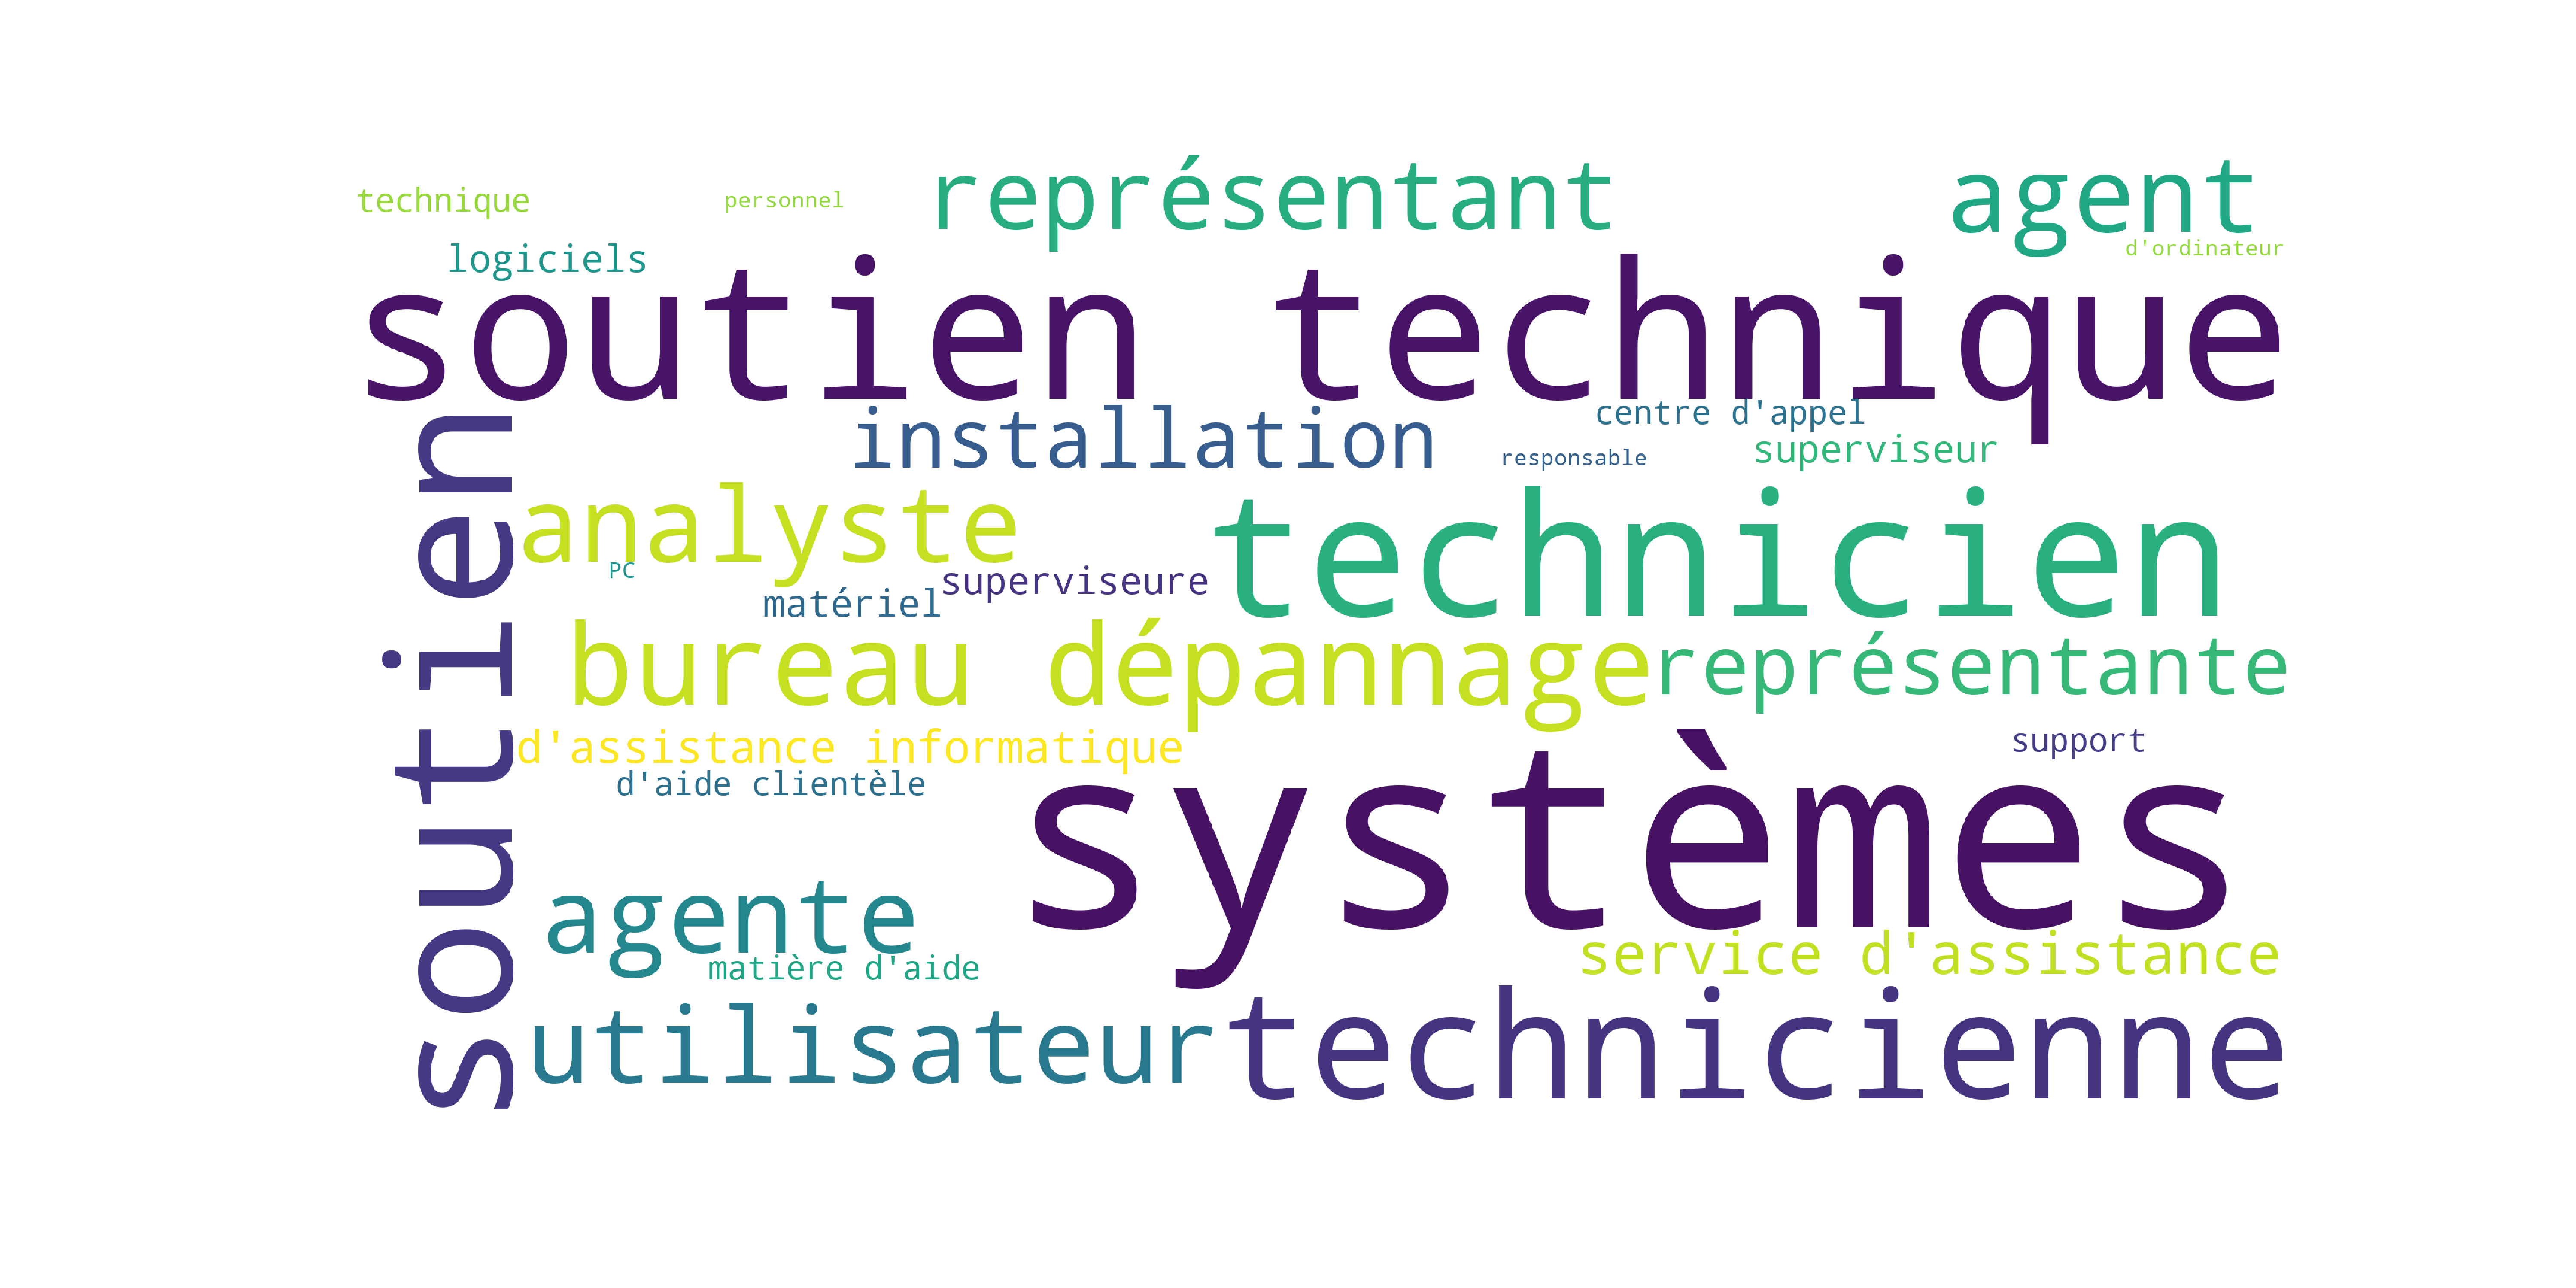 représentant
agent
technique
personnel
logiciels
d'ordinateur
soutien technique
installation
centre d'appel
superviseur
responsable
soutien
analyste
technicien
PC
superviseure
matériel
bureau dépannage
représentante
d'assistance informatique
support
d'aide clientèle
systèmes
agente
service d'assistance
matière d'aide
utilisateur
technicienne